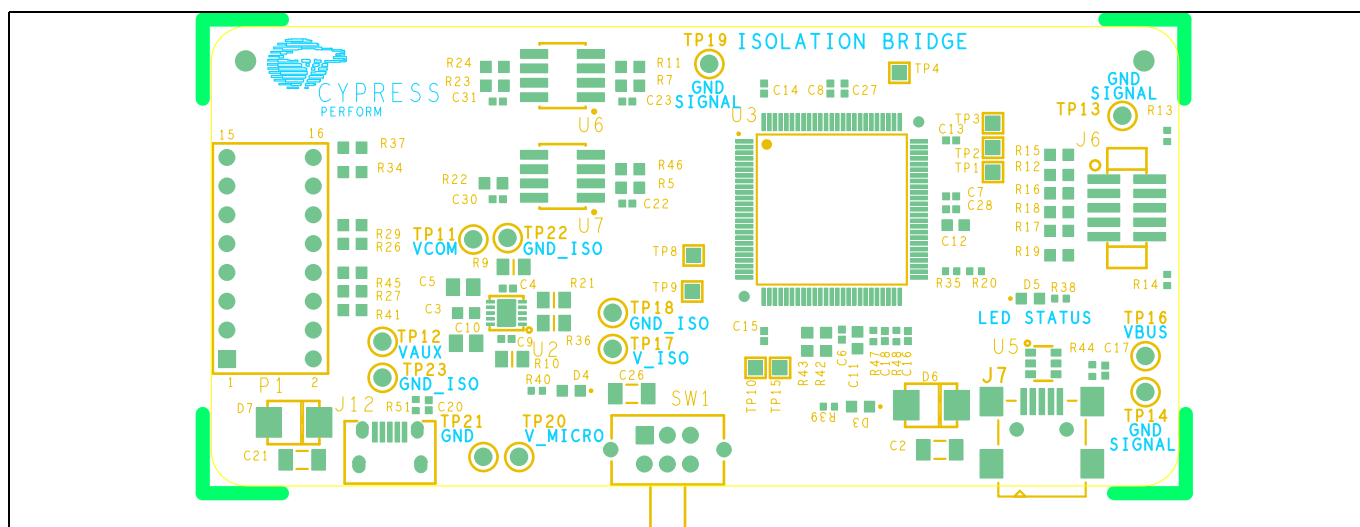 TP19
ISOLATION BRIDGE
R24
R11
TP4
GND
SIGNAL
R23
R7
GND
SIGNAL
CYPRESS
PERFORM
C31
C23
C14
C8
C27
TP13
R13
U6
U3
TP3
C13
J6
15
16
R37
TP2
R15
R34
R46
TP1
R12
R22
R5
R16
C30
C22
C7
C28
R18
U7
R29
TP11
TP22
R17
R26
VCOM
GND_ISO
C12
TP8
R19
R9
R45
C5
C4
R21
R35
R20
R14
R27
TP9
D5
R38
R41
C3
TP18
GND_ISO
LED STATUS
TP16
VBUS
C10
C15
TP12
VAUX
C9
U2
R36
TP17
V_ISO
R43
R42
C6
C11
R47
C18
R48
C16
U5
R44
C17
R10
TP23
GND_ISO
1
P1
2
R40
D4
C26
TP10
TP15
D6
J7
D7
J12
R51
C20
SW1
R39
D3
TP14
GND
SIGNAL
TP21
GND
TP20
V_MICRO
C21
C2